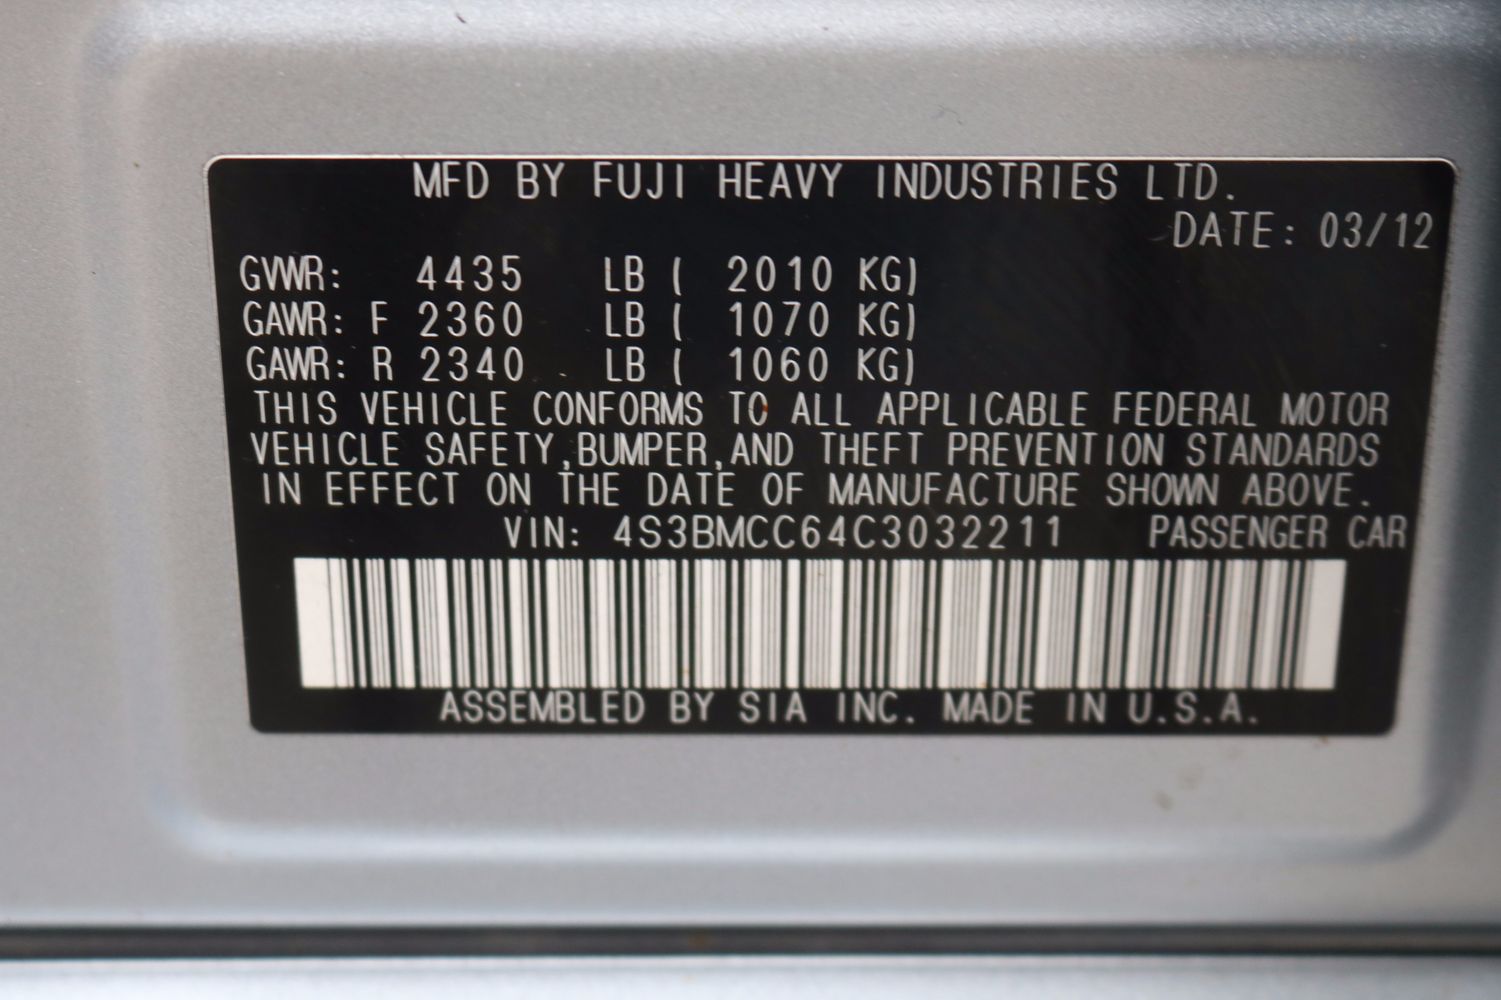 MFD BY FUJI HEAVY INDUSTRIES LTD.
DATE: 03/12
GVWR: 4435 LB ( 2010 KG)
GAWR: F 2360 LB ( 1070 KG)
GAWR: R 2340 LB ( 1060 KG)
THIS VEHICLE CONFORMS TO ALL APPLICABLE FEDERAL MOTOR
VEHICLE SAFETY,BUMPER,AND THEFT PREVENTION STANDARDS
IN EFFECT ON THE DATE OF MANUFACTURE SHOWN ABOVE.
VIN: 4S3BMCC64C3032211 PASSENGER CAR
ASSEMBLED BY SIA INC. MADE IN U.S.A.